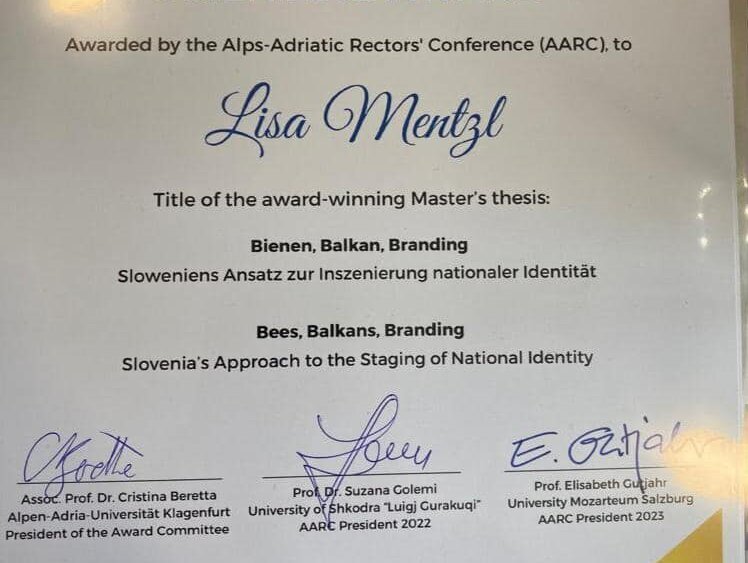 Awarded by the Alps-Adriatic Rectors' Conference (AARC), to
Lisa Mentzl
Title of the award-winning Master's thesis:
Bienen, Balkan, Branding
Sloweniens Ansatz zur Inszenierung nationaler Identität
Bees, Balkans, Branding
Slovenia's Approach to the Staging of National Identity
E. Gutjahr
Assoc. Prof. Dr. Cristina Beretta
Alpen-Adria-Universität Klagenfurt
President of the Award Committee
Prof. Dr. Suzana Golemi
University of Shkodra "Luigj Gurakuqi"
AARC President 2022
Prof. Elisabeth Gutjahr
University Mozarteum Salzburg
AARC President 2023